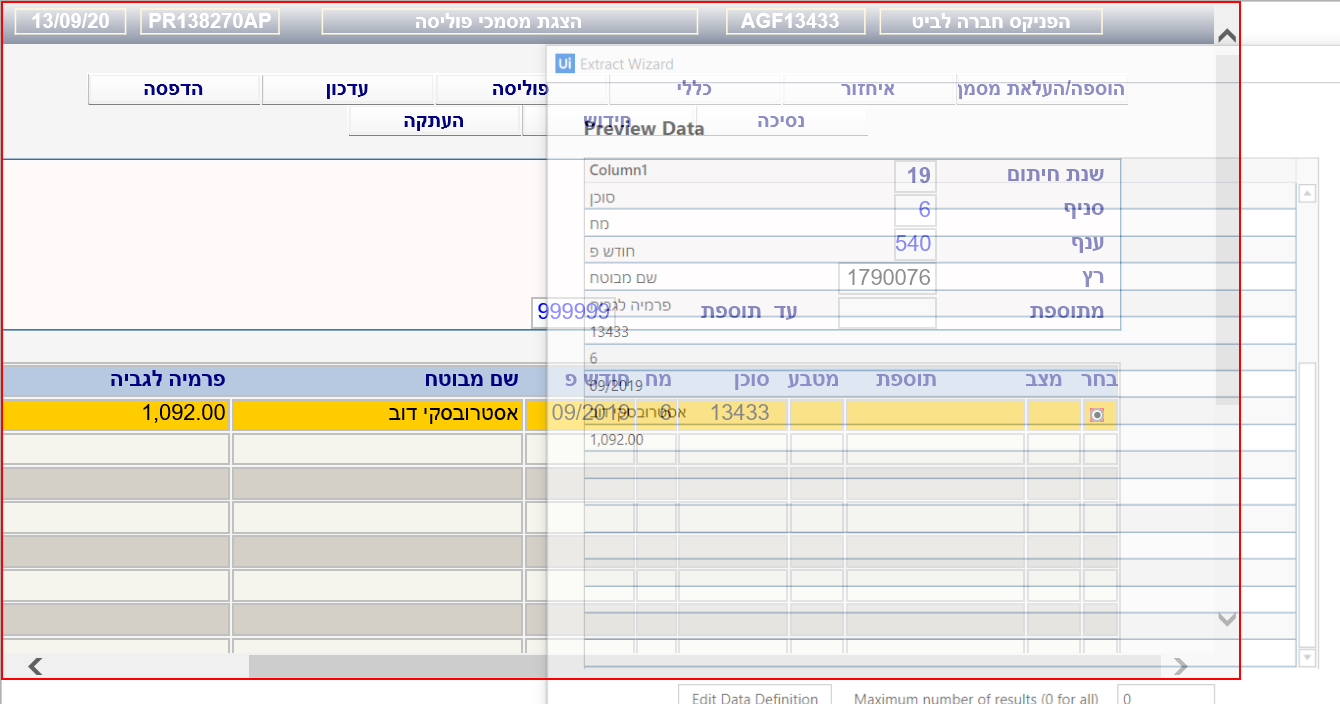 הפניקס חברה לביט AGF13433 הצגת מסמכי פוליסה PR138270AP 13/09/20
Extract Wizard
הוספה/העלאת מסמך איחזור כללי פוליסה עדכון הדפסה
נסיכה חידוש העתקה
Preview Data
שנת חיתום 19
סניף 6
ענף 540
רץ 1790076
מתוספת עד תוספת 999999
Column1
סוכן
מח
חודש פ
שם מבוטח
פרמיה לגביה
13433
6
09/2019
אסטרובסקי דוב
1,092.00
בחר מצב תוספת מטבע סוכן מח חודש פ שם מבוטח פרמיה לגביה
13433 6 09/2019 אסטרובסקי דוב 1,092.00
Edit Data Definition Maximum number of results (0 for all) 0